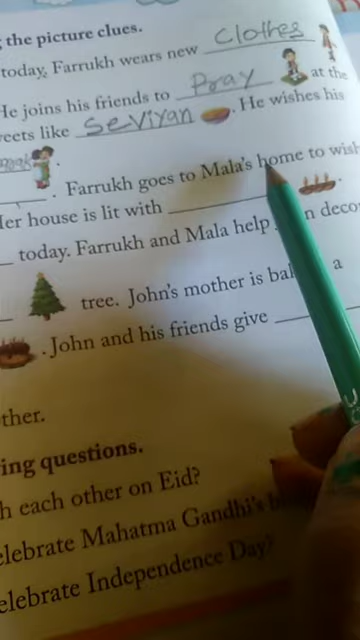 the picture clues.
today, Farrukh wears new Clothes
He joins his friends to Pray at the
eets like Seviyan. He wishes his
Farrukh goes to Mala's home to wish
Her house is lit with
today. Farrukh and Mala help
tree. John's mother is a
. John and his friends give
ther.
ing questions.
h each other on Eid?
elebrate Mahatma Gandhi's
elebrate Independence Day?